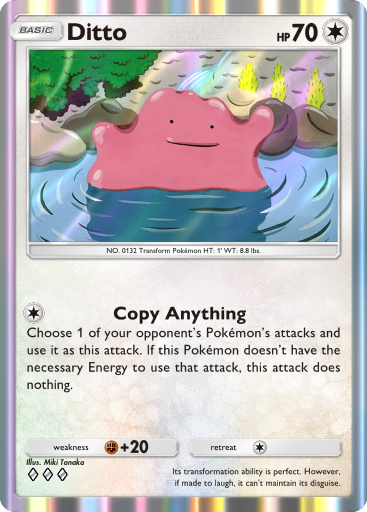 BASIC Ditto HP 70
NO. 0132 Transform Pokémon HT: 1' WT: 8.8 lbs.
Copy Anything
Choose 1 of your opponent's Pokémon's attacks and
use it as this attack. If this Pokémon doesn't have the
necessary Energy to use that attack, this attack does
nothing.
weakness +20 retreat
Illus. Miki Tanaka
Its transformation ability is perfect. However,
if made to laugh, it can't maintain its disguise.